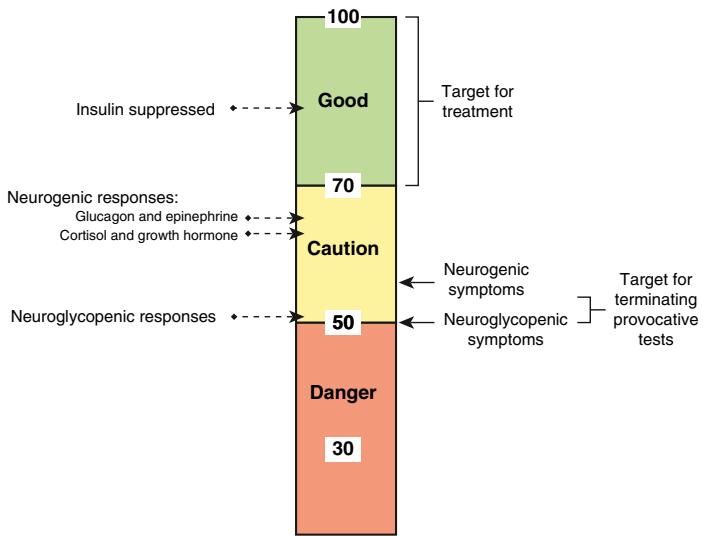 100
Good
Target for
treatment
Insulin suppressed
70
Neurogenic responses:
Glucagon and epinephrine
Cortisol and growth hormone
Caution
Neurogenic
symptoms
Target for
terminating
provocative
tests
Neuroglycopenic responses
50
Neuroglycopenic
symptoms
Danger
30